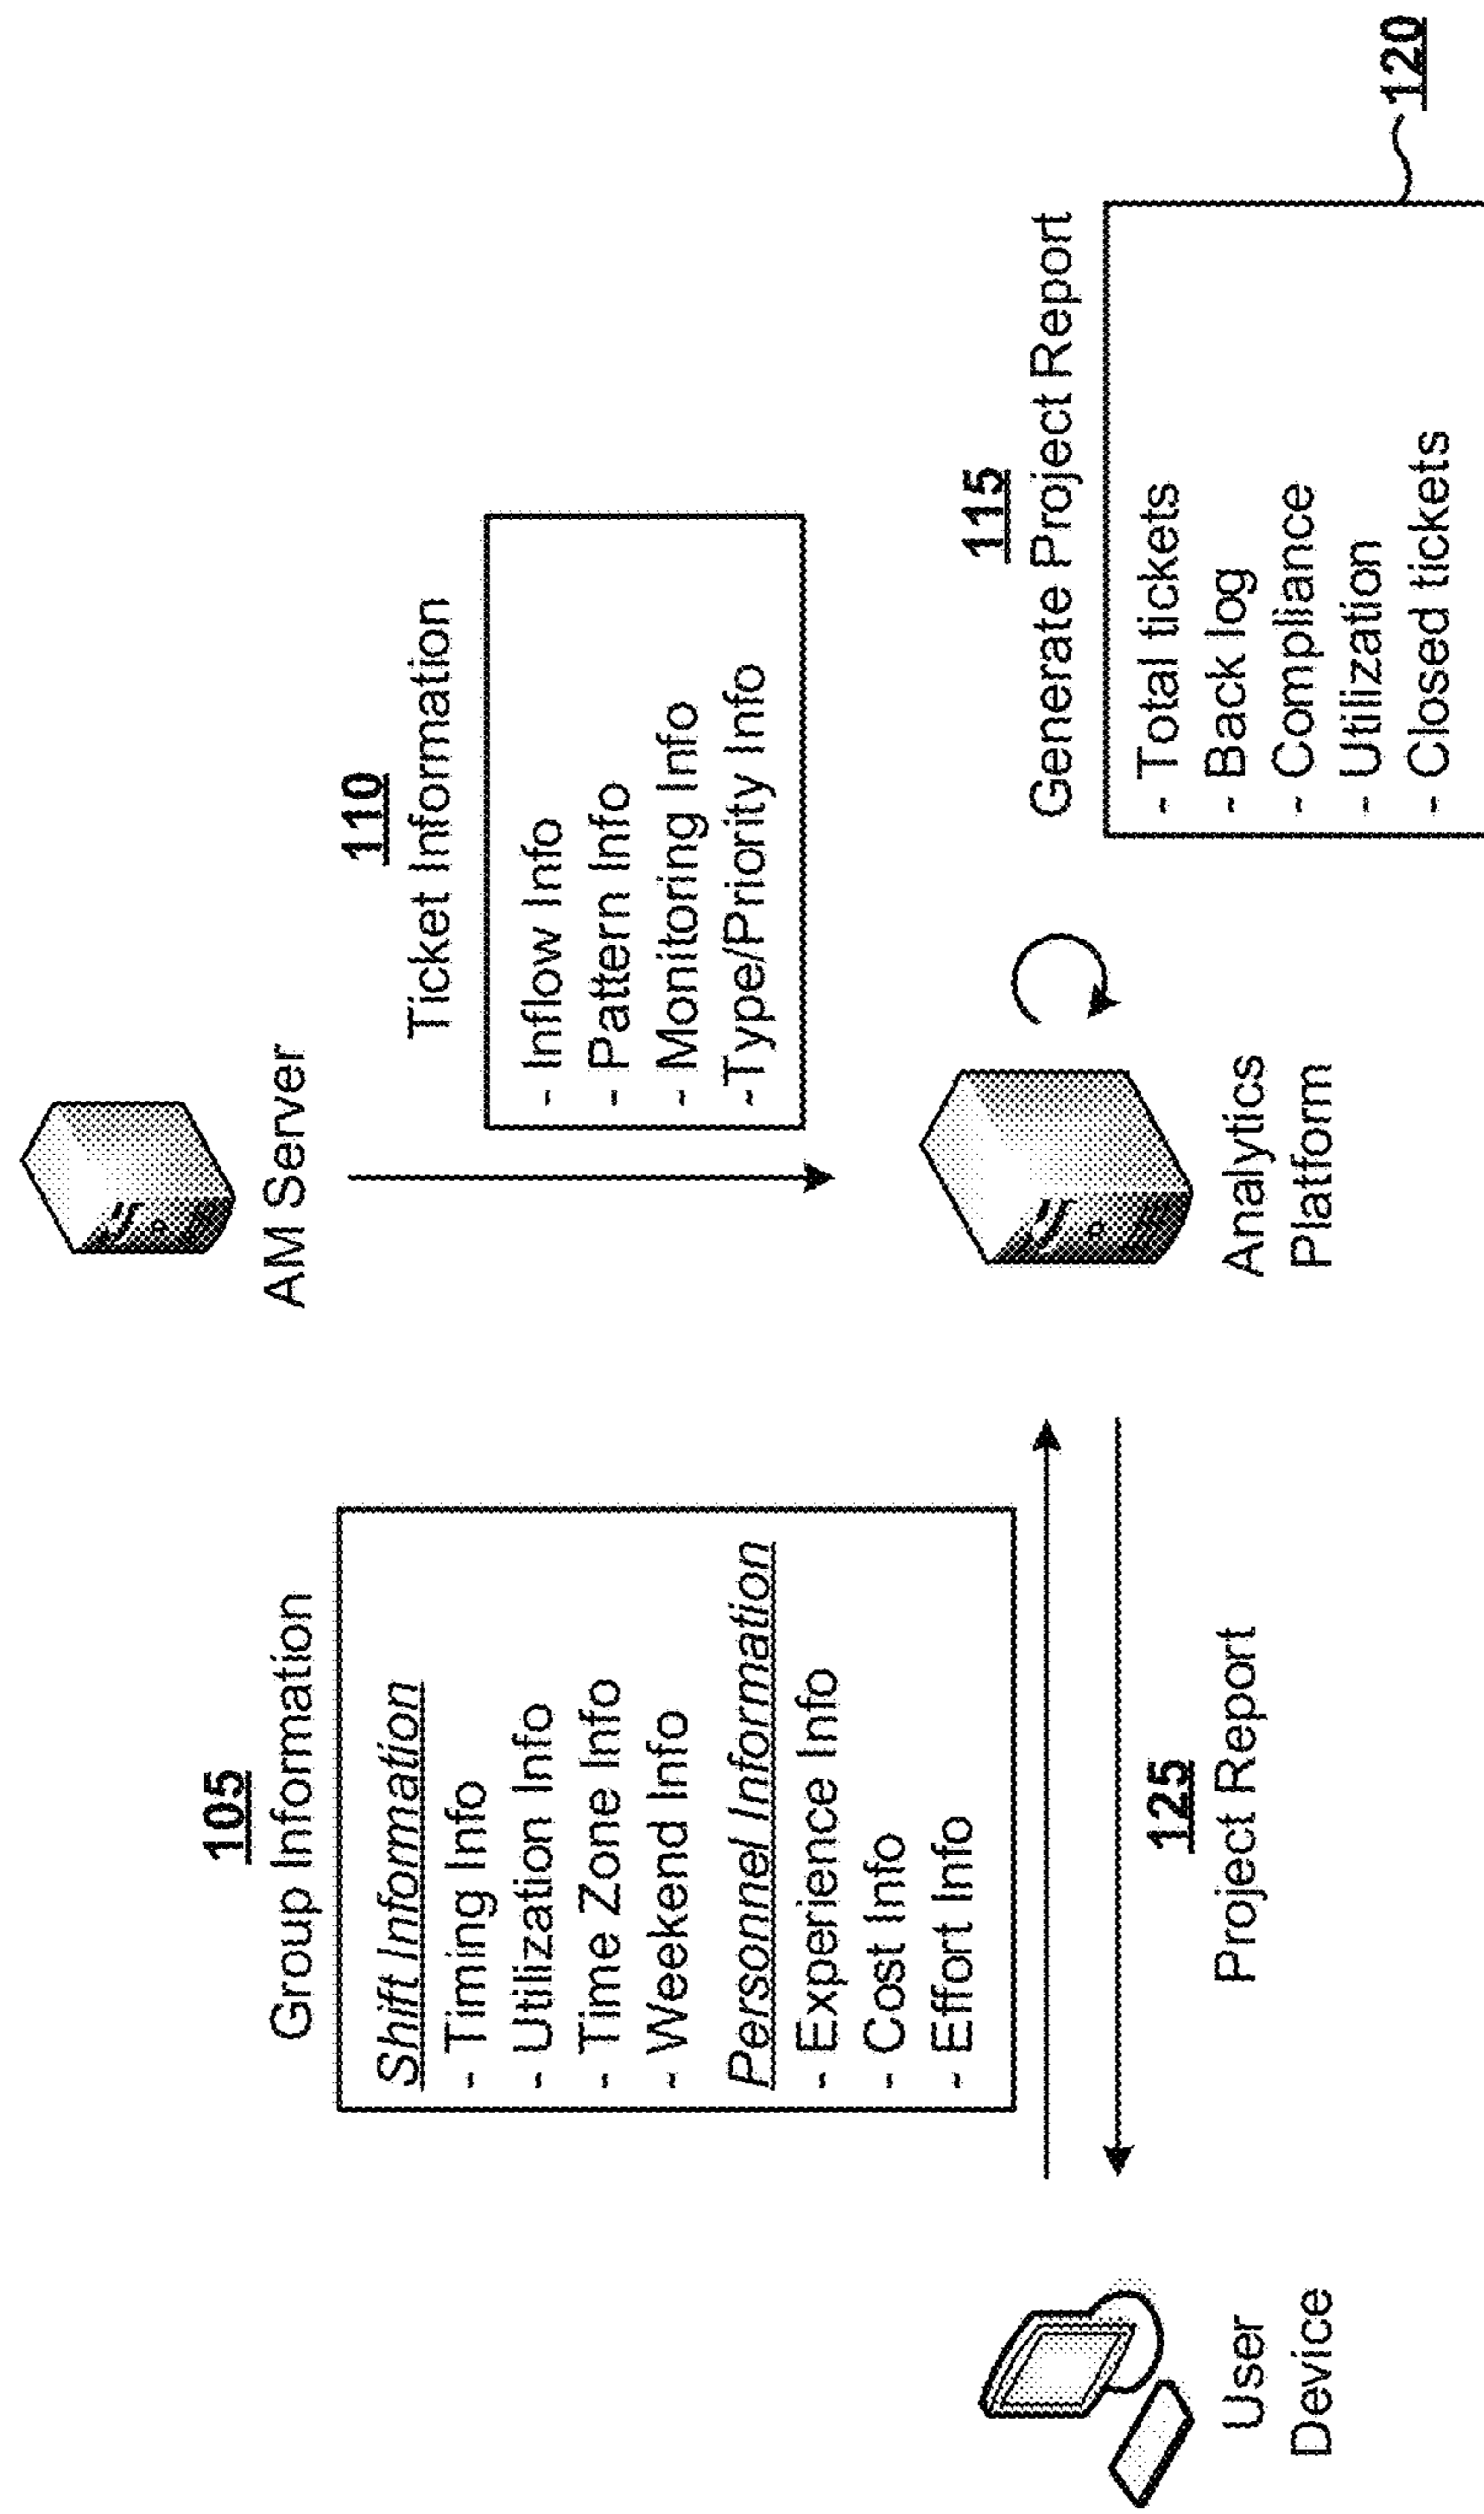 AM Server
110
Ticket Information
- Inflow Info
- Pattern Info
- Monitoring Info
-Type/Priority Info
105
Group Information
Shift Information
- Timing Info
- Utilization Info
- Time Zone Info
- Weekend Info
Personnel Information
- Experience Info
- Cost Info
- Effort Info
125
Project Report
User
Device
Analytics
Platform
115
Generate Project Report
- Total tickets
- Back log
- Compliance
- Utilization
- Closed tickets
120